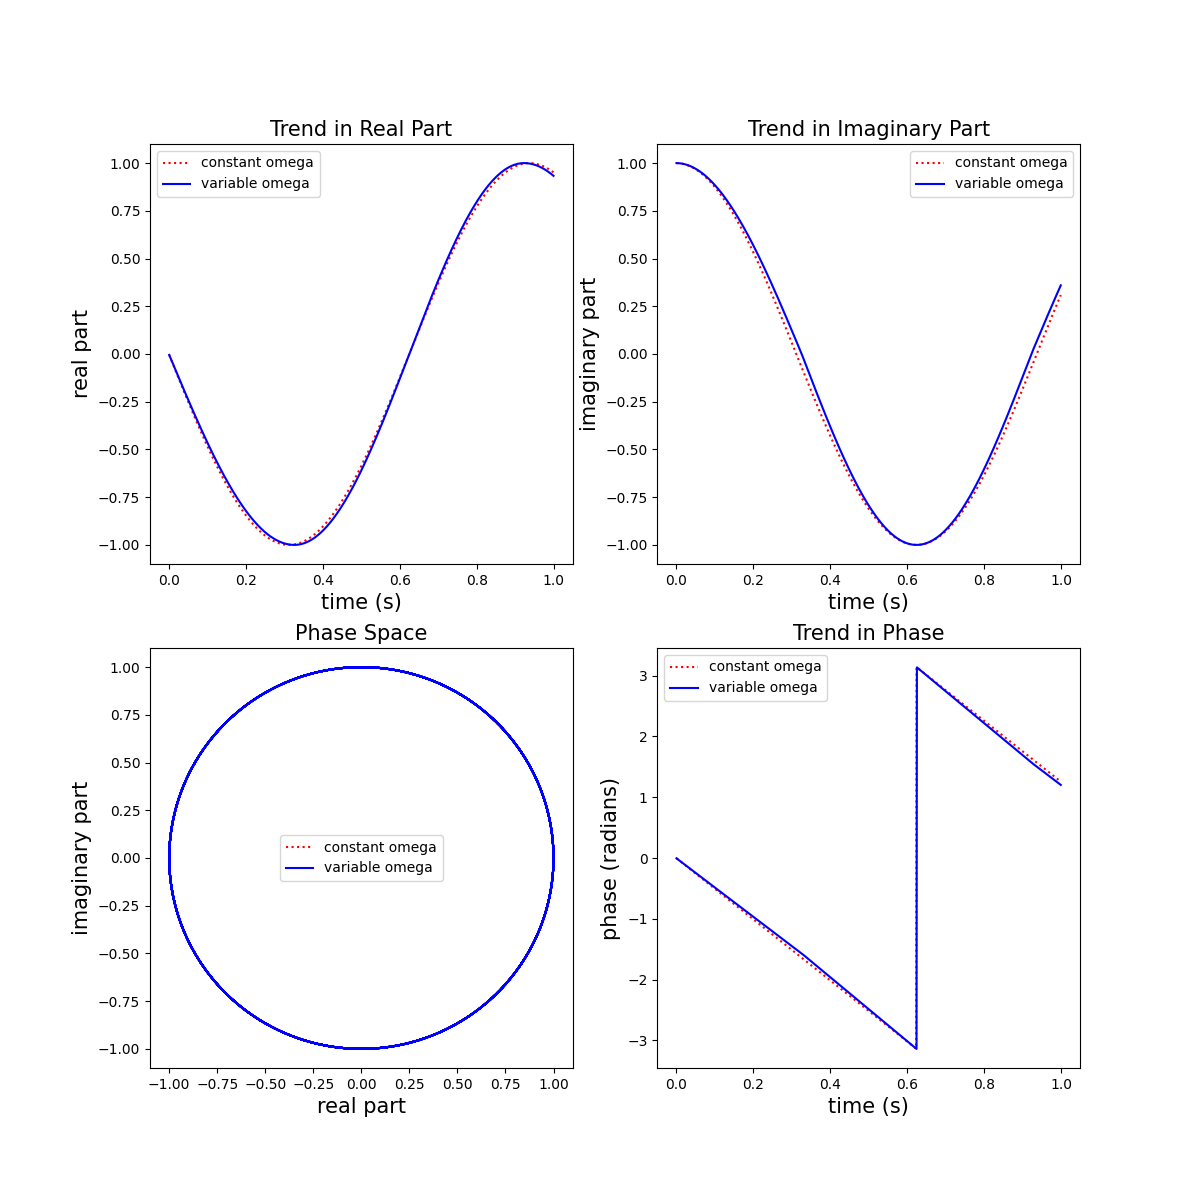 Trend in Real Part
constant omega
variable omega
1.00
0.75
0.50
0.25
0.00
−0.25
−0.50
−0.75
−1.00
real part
0.0 0.2 0.4 0.6 0.8 1.0
time (s)
Trend in Imaginary Part
constant omega
variable omega
1.00
0.75
0.50
0.25
0.00
−0.25
−0.50
−0.75
−1.00
imaginary part
0.0 0.2 0.4 0.6 0.8 1.0
time (s)
Phase Space
1.00
0.75
0.50
0.25
0.00
−0.25
−0.50
−0.75
−1.00
imaginary part
constant omega
variable omega
−1.00 −0.75 −0.50 −0.25 0.00 0.25 0.50 0.75 1.00
real part
Trend in Phase
constant omega
variable omega
3
2
1
0
−1
−2
−3
phase (radians)
0.0 0.2 0.4 0.6 0.8 1.0
time (s)